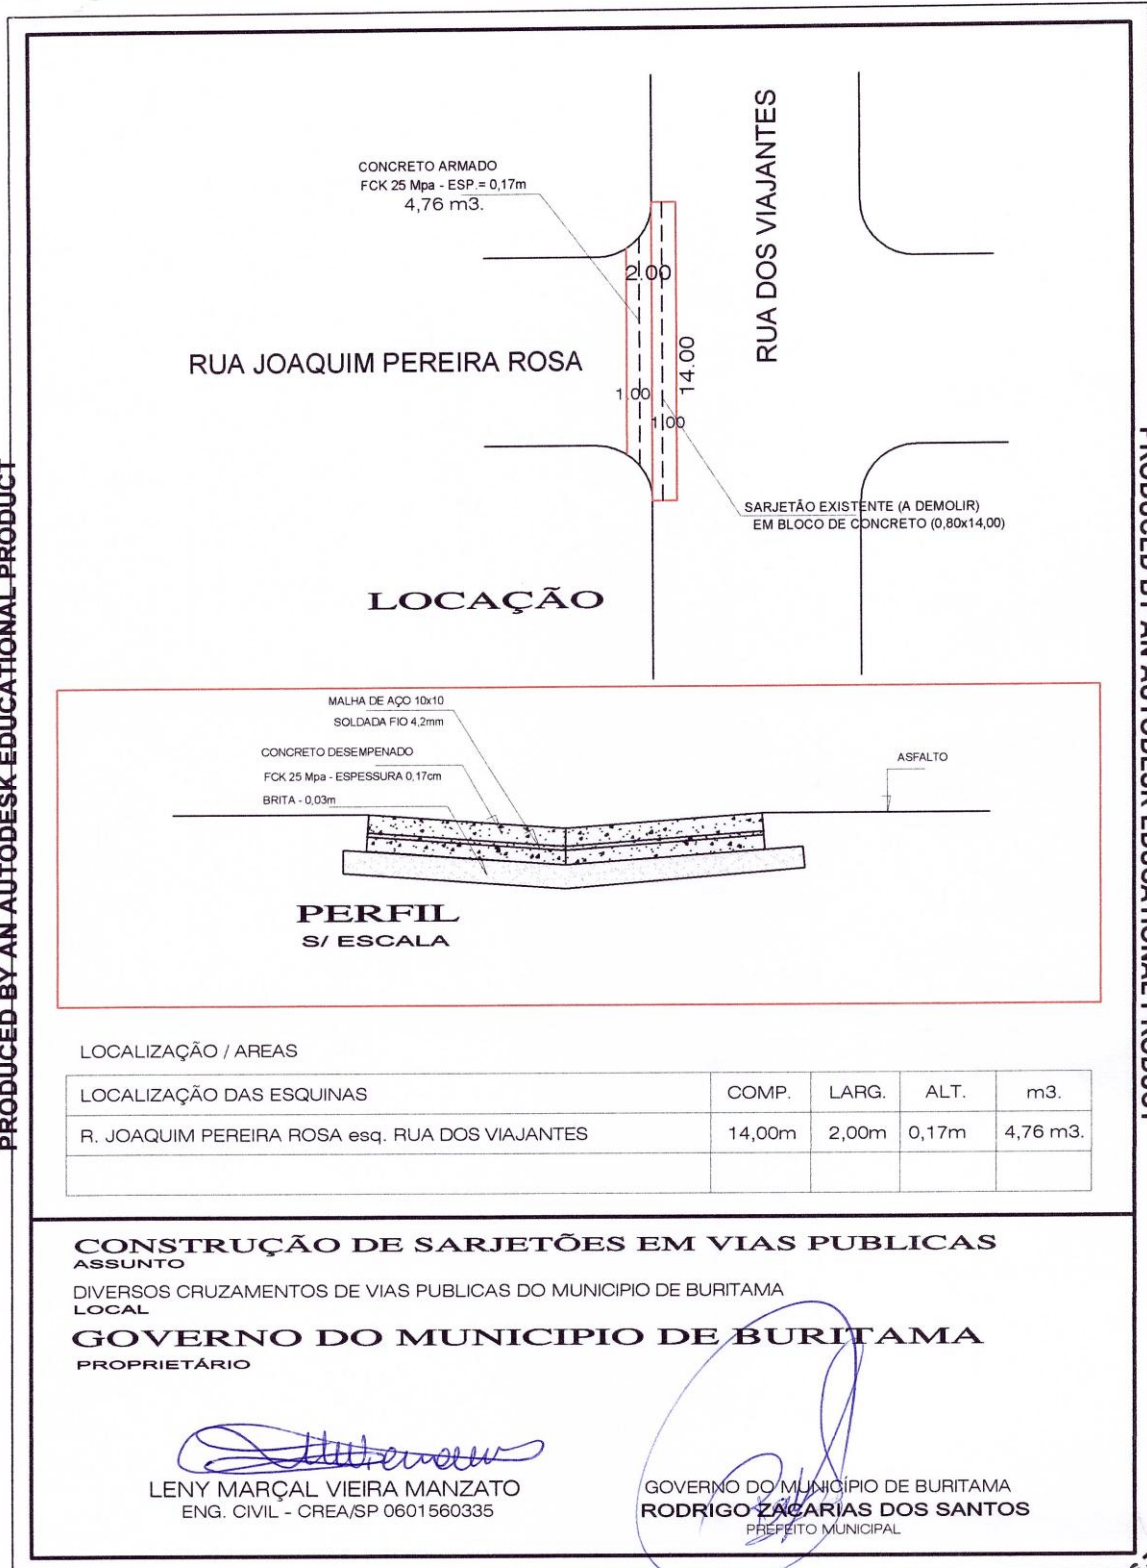 PRODUCED BY AN AUTODESK EDUCATIONAL PRODUCT
CONCRETO ARMADO
FCK 25 Mpa - ESP.= 0,17m
4,76 m3.
RUA DOS VIAJANTES
2.00
RUA JOAQUIM PEREIRA ROSA
14.00
1.00
1.00
SARJETÃO EXISTENTE (A DEMOLIR)
EM BLOCO DE CONCRETO (0,80x14,00)
LOCAÇÃO
MALHA DE AÇO 10x10
SOLDADA FIO 4,2mm
CONCRETO DESEMPENADO
FCK 25 Mpa - ESPESSURA 0,17cm
BRITA - 0,03m
ASFALTO
PERFIL
S/ ESCALA
LOCALIZAÇÃO / AREAS
LOCALIZAÇÃO DAS ESQUINAS COMP. LARG. ALT. m3.
R. JOAQUIM PEREIRA ROSA esq. RUA DOS VIAJANTES 14,00m 2,00m 0,17m 4,76 m3.
CONSTRUÇÃO DE SARJETÕES EM VIAS PUBLICAS
ASSUNTO
DIVERSOS CRUZAMENTOS DE VIAS PUBLICAS DO MUNICIPIO DE BURITAMA
LOCAL
GOVERNO DO MUNICIPIO DE BURITAMA
PROPRIETÁRIO
LENY MARÇAL VIEIRA MANZATO
ENG. CIVIL - CREA/SP 0601560335
GOVERNO DO MUNICÍPIO DE BURITAMA
RODRIGO ZACARIAS DOS SANTOS
PREFEITO MUNICIPAL
PRODUCED BY AN AUTODESK EDUCATIONAL PRODUCT